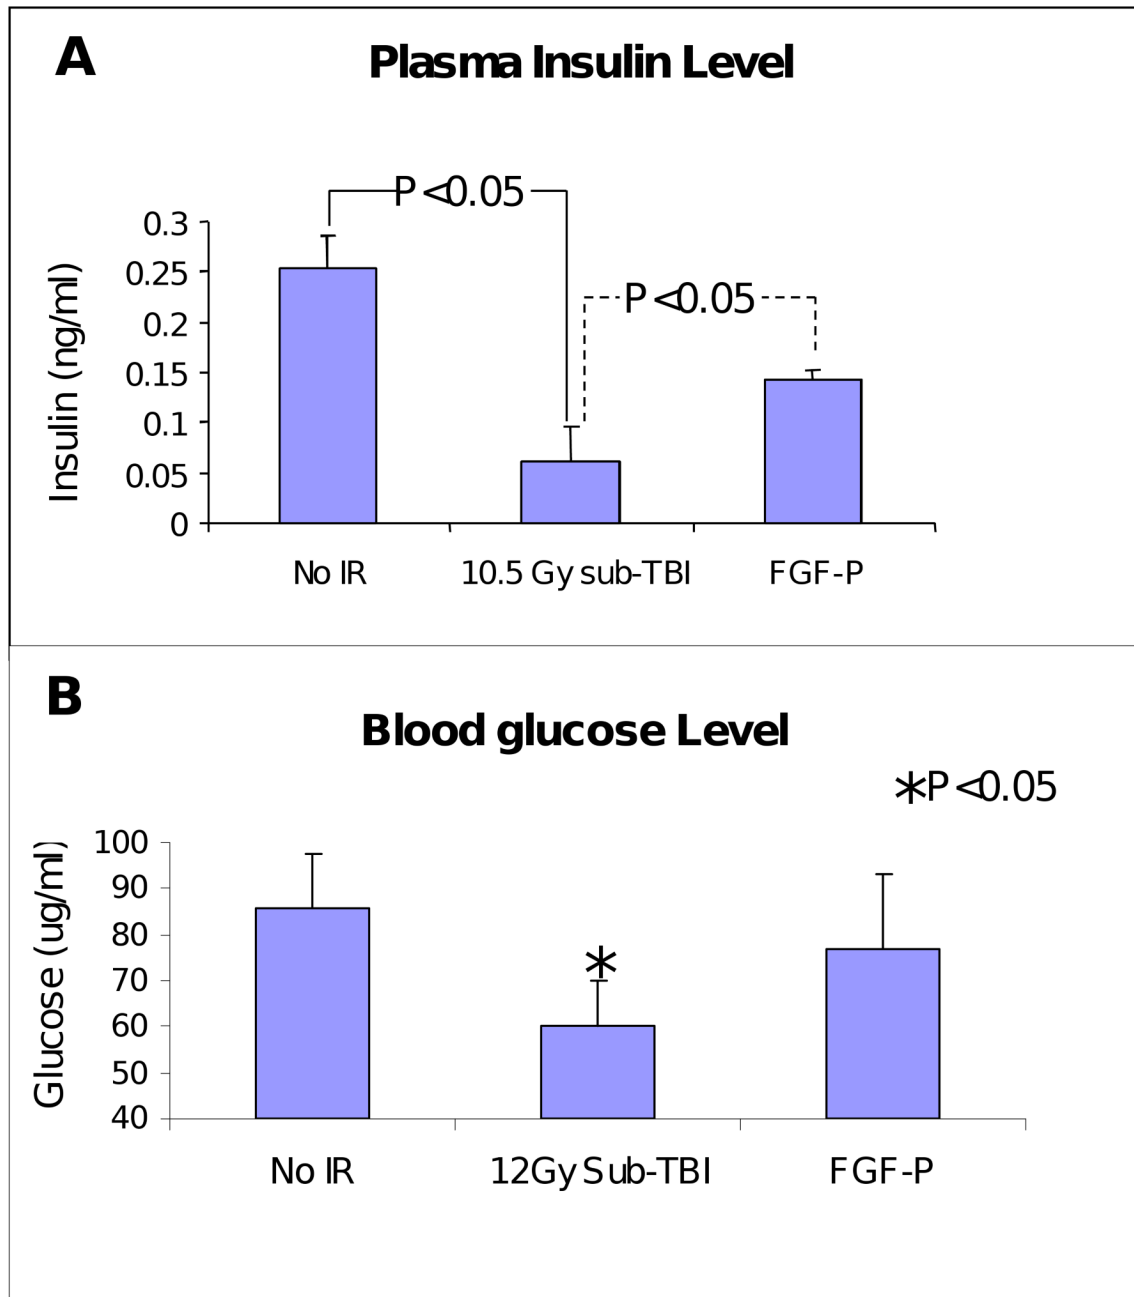 A
Plasma Insulin Level
P<0.05
P<0.05
Insulin (ng/ml)
0.3
0.25
0.2
0.15
0.1
0.05
0
No IR 10.5 Gy sub-TBI FGF-P
B
Blood glucose Level
*P<0.05
Glucose (ug/ml)
100
90
80
70
60
50
40
*
No IR 12Gy Sub-TBI FGF-P